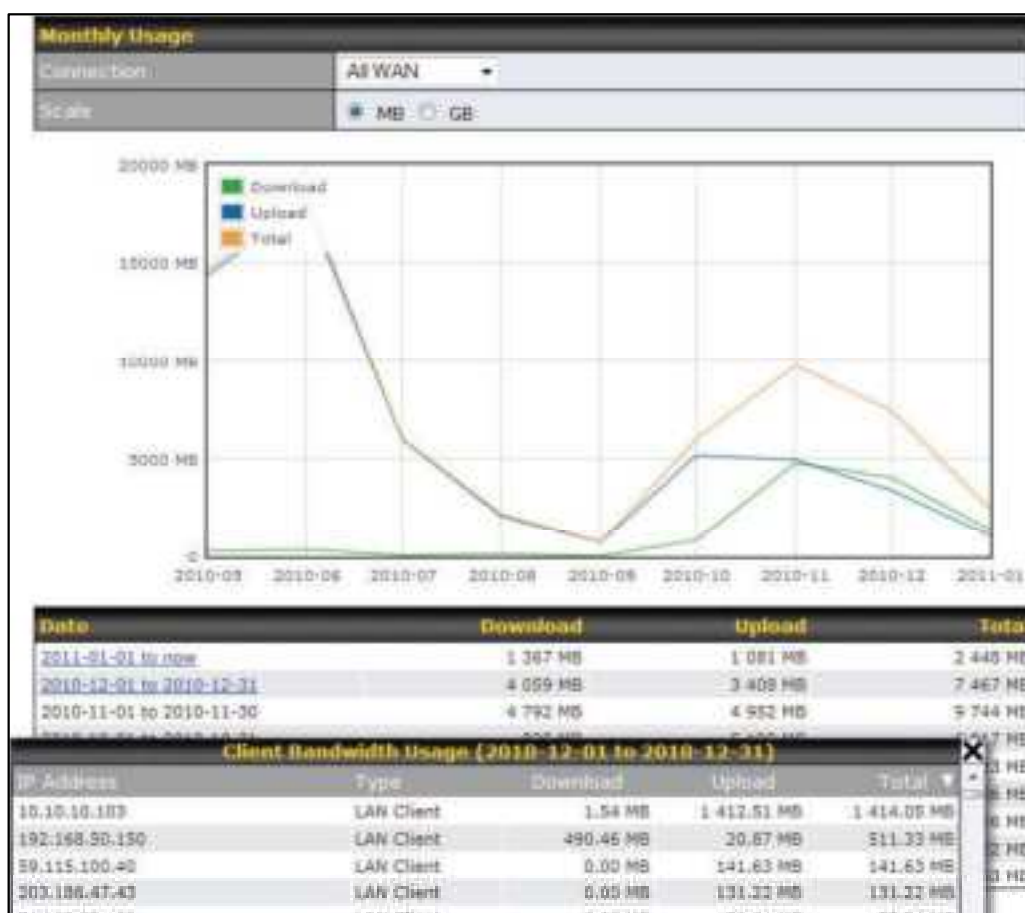 Monthly Usage
Connection All WAN
Scale MB GB
20000 MB
Download
Upload
Total
15000 MB
10000 MB
5000 MB
0
2010-05 2010-06 2010-07 2010-08 2010-09 2010-10 2010-11 2010-12 2011-01
Date Download Upload Total
2011-01-01 to now 1 367 MB 1 081 MB 2 448 MB
2010-12-01 to 2010-12-31 4 059 MB 3 408 MB 7 467 MB
2010-11-01 to 2010-11-30 4 792 MB 4 952 MB 9 744 MB
Client Bandwidth Usage (2010-12-01 to 2010-12-31)
IP Address Type Download Upload Total
10.10.10.103 LAN Client 1.54 MB 1 412.51 MB 1 414.05 MB
192.168.50.150 LAN Client 490.46 MB 20.87 MB 511.33 MB
59.115.100.40 LAN Client 0.00 MB 141.63 MB 141.63 MB
LAN Client 0.00 MB 131.22 MB 131.22 MB